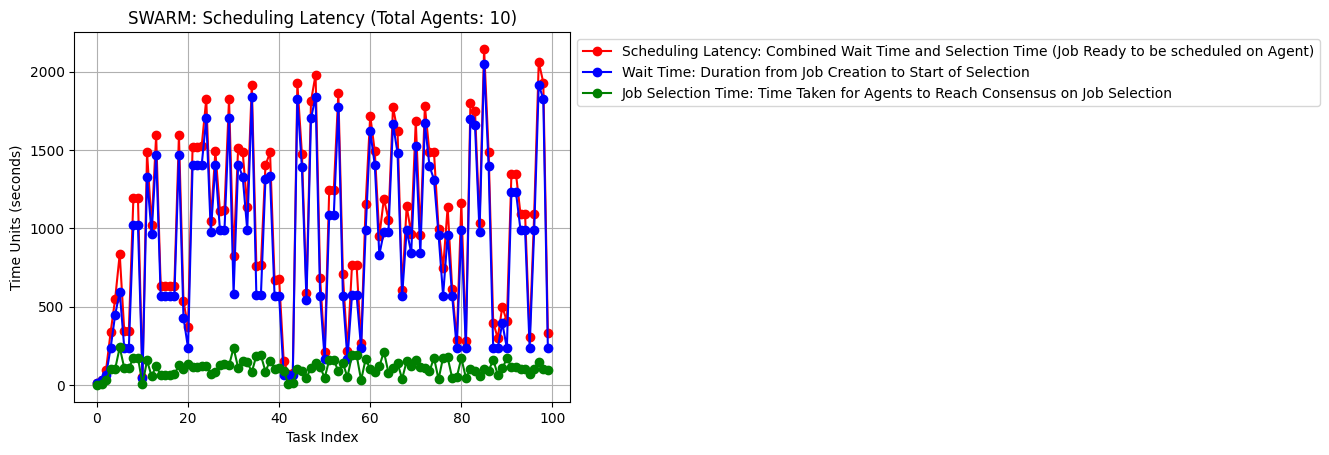 SWARM: Scheduling Latency (Total Agents: 10)
Scheduling Latency: Combined Wait Time and Selection Time (Job Ready to be scheduled on Agent)
Wait Time: Duration from Job Creation to Start of Selection
Job Selection Time: Time Taken for Agents to Reach Consensus on Job Selection
Time Units (seconds)
2000
1500
1000
500
0
0 20 40 60 80 100
Task Index